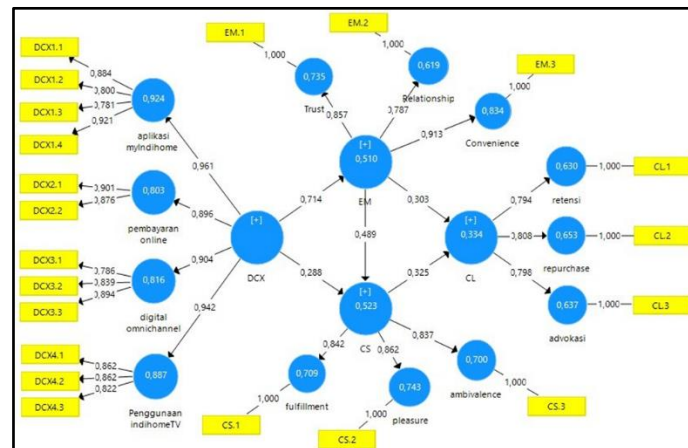 DCX1.1
DCX1.2
DCX1.3
DCX1.4
0,884
0,800
0,781
0,921
0,924
aplikasi
myIndihome
0,961
DCX2.1
DCX2.2
0,901
0,876
0,803
pembayaran
online
0,896
DCX3.1
DCX3.2
DCX3.3
0,786
0,839
0,894
0,816
digital
omnichannel
0,904
DCX4.1
DCX4.2
DCX4.3
0,862
0,862
0,822
0,887
Penggunaan
indihomeTV
0,942
[+]
DCX
0,714
0,288
EM.1
1,000
0,735
Trust
0,857
EM.2
1,000
0,619
Relationship
0,787
EM.3
1,000
0,834
Convenience
0,913
[+]
0,510
EM
0,303
0,489
[+]
0,523
CS
0,325
[+]
0,334
CL
0,794
0,630
retensi
1,000
CL.1
0,808
0,653
repurchase
1,000
CL.2
0,798
0,637
advokasi
1,000
CL.3
0,842
0,709
fulfillment
1,000
CS.1
0,862
0,743
pleasure
1,000
CS.2
0,837
0,700
ambivalence
1,000
CS.3